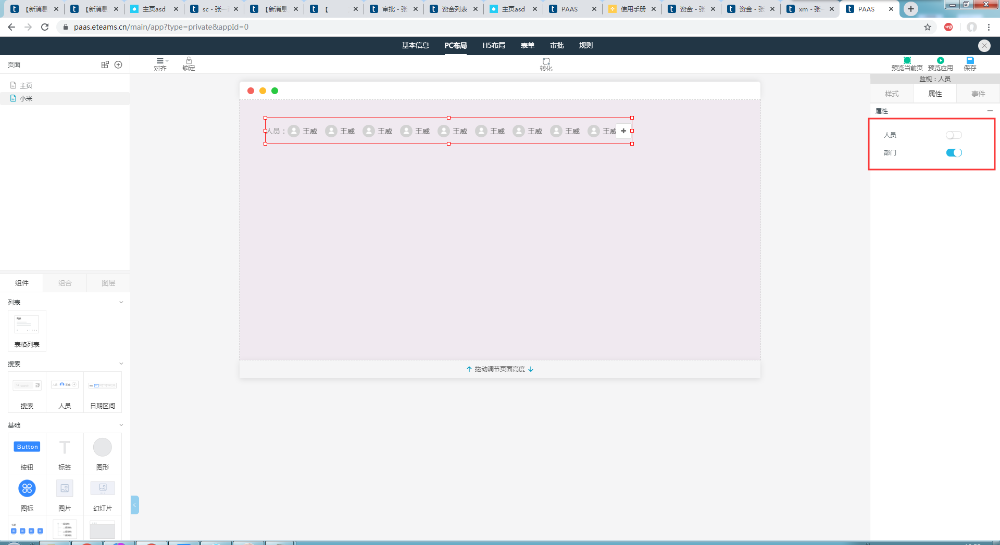 【新消息
【新消息
主页asd
sc - 张一
【新消息
【
审批 - 张
资金列表
主页asd
PAAS
使用手册
资金 - 张
资金 - 张
xm - 张一
PAAS
paas.eteams.cn/main/app?type=private&appId=0
基本信息
PC布局
H5布局
表单
审批
规则
页面
对齐
锁定
转化
预览当前页
预览应用
保存
主页
小米
监视：人员
样式
属性
事件
属性
人员
部门
人员：
王威
王威
王威
王威
王威
王威
王威
王威
王威
拖动调节页面高度
组件
组合
图层
列表
列表
表格列表
搜索
search
人员
王威
搜索
人员
日期区间
基础
Button
T
按钮
标签
图形
图标
图片
幻灯片